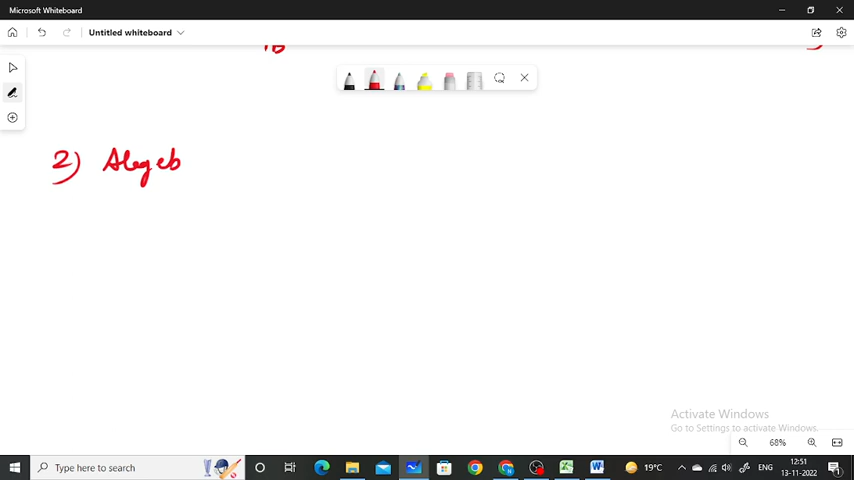 Microsoft Whiteboard
Untitled whiteboard
2) Alegeb
Activate Windows
Go to Settings to activate Windows.
68%
Type here to search
19°C
ENG
12:51
13-11-2022
1